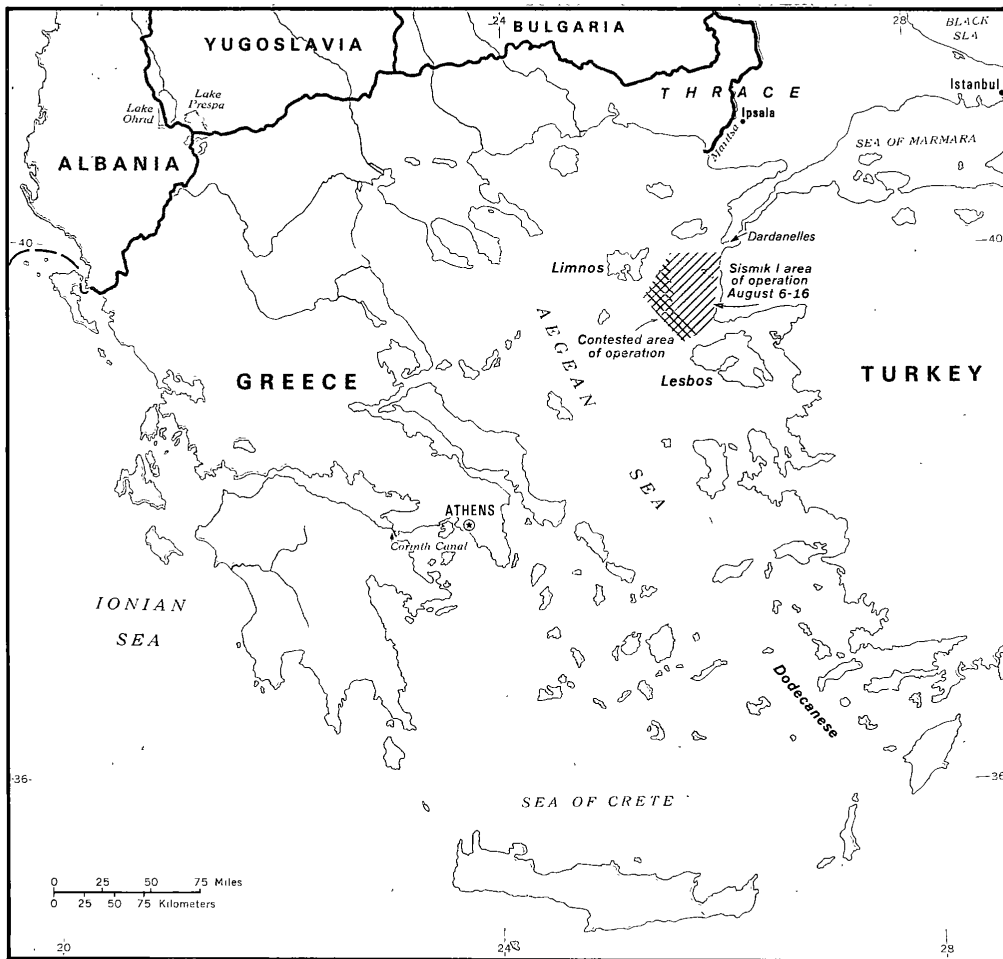 24
28
BULGARIA
BLACK
SEA
YUGOSLAVIA
THRACE
Istanbul
Lake
Prespa
Lake
Ohrid
Ipsala
SEA OF MARMARA
ALBANIA
40
40
Dardanelles
Limnos
Sismik I area
of operation
August 6-16
AEGEAN
SEA
Contested area
of operation
Lesbos
GREECE
TURKEY
ATHENS
Corinth Canal
IONIAN
SEA
Dodecanese
36
36
SEA OF CRETE
0 25 50 75 Miles
0 25 50 75 Kilometers
20
24
28